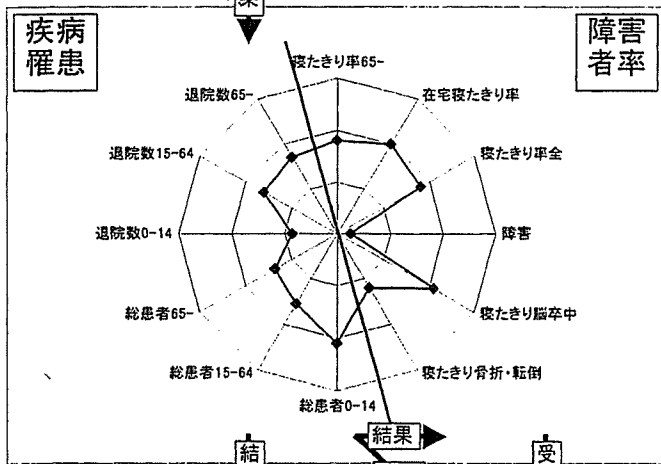 疾病
罹患
障害
者率
寝たきり率65-
退院数65-
在宅寝たきり率
退院数15-64
寝たきり率全
退院数0-14
障害
総患者65-
寝たきり脳卒中
総患者15-64
寝たきり骨折・転倒
総患者0-14
結果
結
受